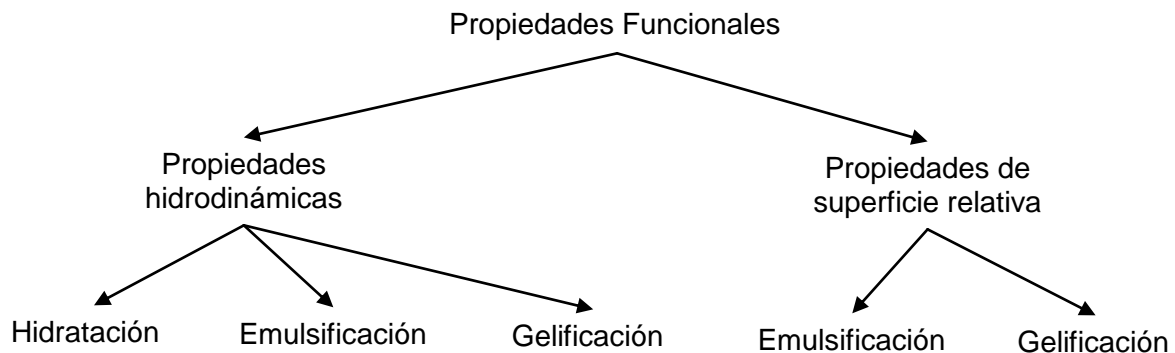 Propiedades Funcionales
Propiedades
hidrodinámicas
Propiedades de
superficie relativa
Hidratación
Emulsificación
Gelificación
Emulsificación
Gelificación